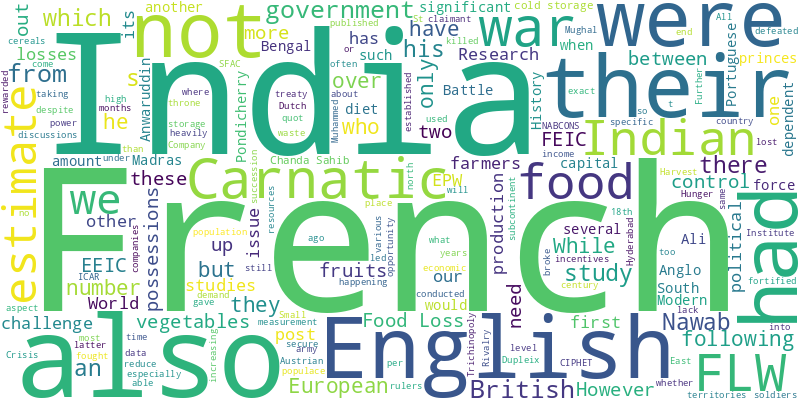 India
French
also
English
had
their
were
not
war
Carnatic
food
Indian
estimate
we
FLW
government
which
from
out
another
published
significant
St
claimant
cold storage
Mughal
All
defeated
cereals
its
more
Bengal
has
or
such
have
his
killed
when
between
Portuguese
end
princes
losses
come
rewarded
taking
s
Anwaruddin
SFAC
often
over
only
Research
Battle
History
despite
high
months
power
where
throne
treaty
Dutch
about
diet
established
used
t
exact
one
dependent
he
discussions
storage
Company
heavily
quot
waste
Muhammed
who
two
NABCONS
so
specific
Further
country
lost
amount
than
under
Madras
Pondicherry
Chanda Sahib
north
FEIC
income
farmers
capital
there
control
force
Harvest
Hunger
same
Institute
these
other
possessions
succession
resources
place
EPW
will
production
subcontinent
18th
several
incentives
While
study
Hyderabad
Ali
political
fortified
number
EEIC
ICAR
World
companies
up
but
issue
population
ago
still
various
led
opportunity
fruits
what
years
economic
our
happening
conducted
need
broke
century
too
Anglo
South
Modern
lack
into
no
aspect
challenge
an
vegetables
studies
gave
demand
they
Small
measurement
post
would
Food Loss
first
Nawab
following
Crisis
most
latter
fought
time
data
reduce
especially
able
increasing
Austrian
populace
secure
army
European
per
rulers
Trichinopoly
Rivalry
level
Dupleix
British
CIPHET
However
East
whether
territories
soldiers